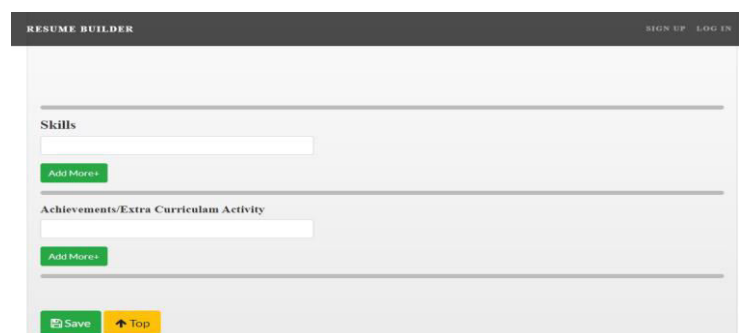 RESUME BUILDER SIGN UP LOG IN
Skills
Add More+
Achievements/Extra Curriculam Activity
Add More+
Save Top